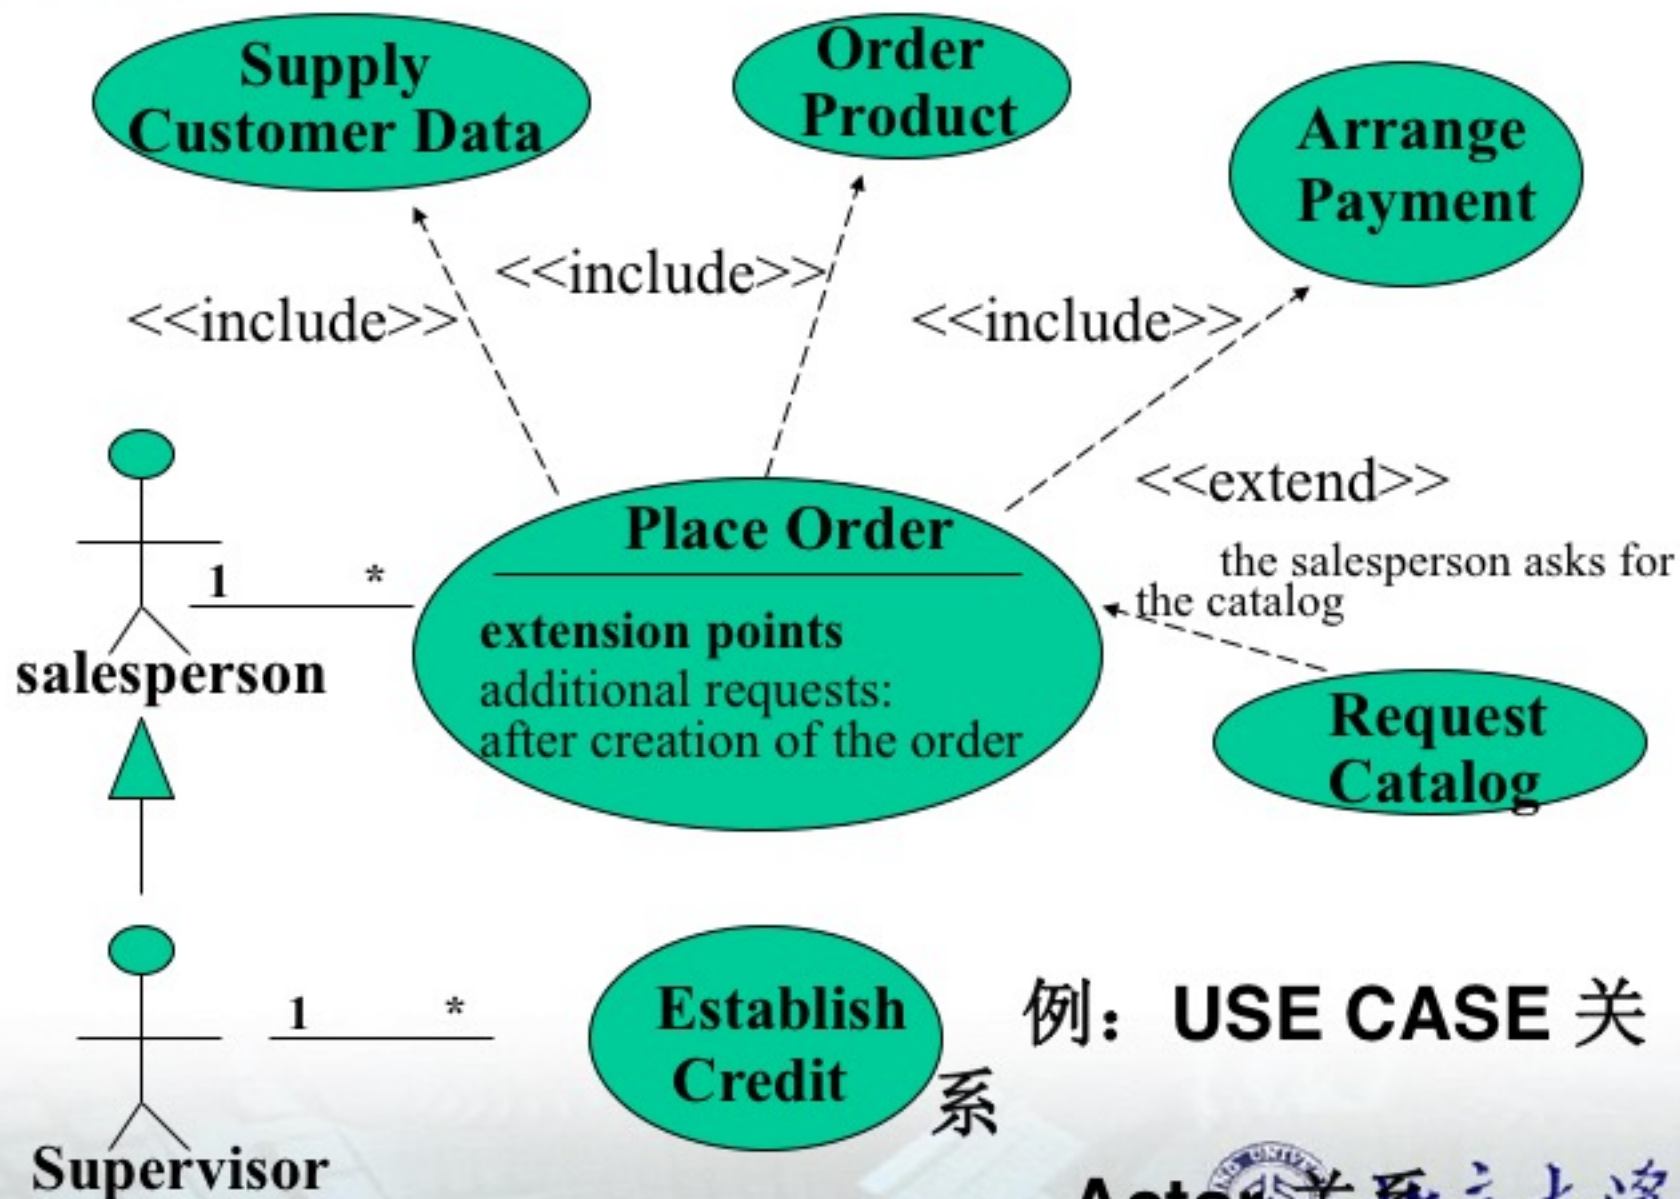 Supply
Customer Data
Order
Product
Arrange
Payment
<<include>>
<<include>>
<<include>>
<<extend>>
the salesperson asks for
the catalog
Place Order
extension points
additional requests:
after creation of the order
1 *
salesperson
Request
Catalog
1 *
Supervisor
Establish
Credit
例：USE CASE 关
系